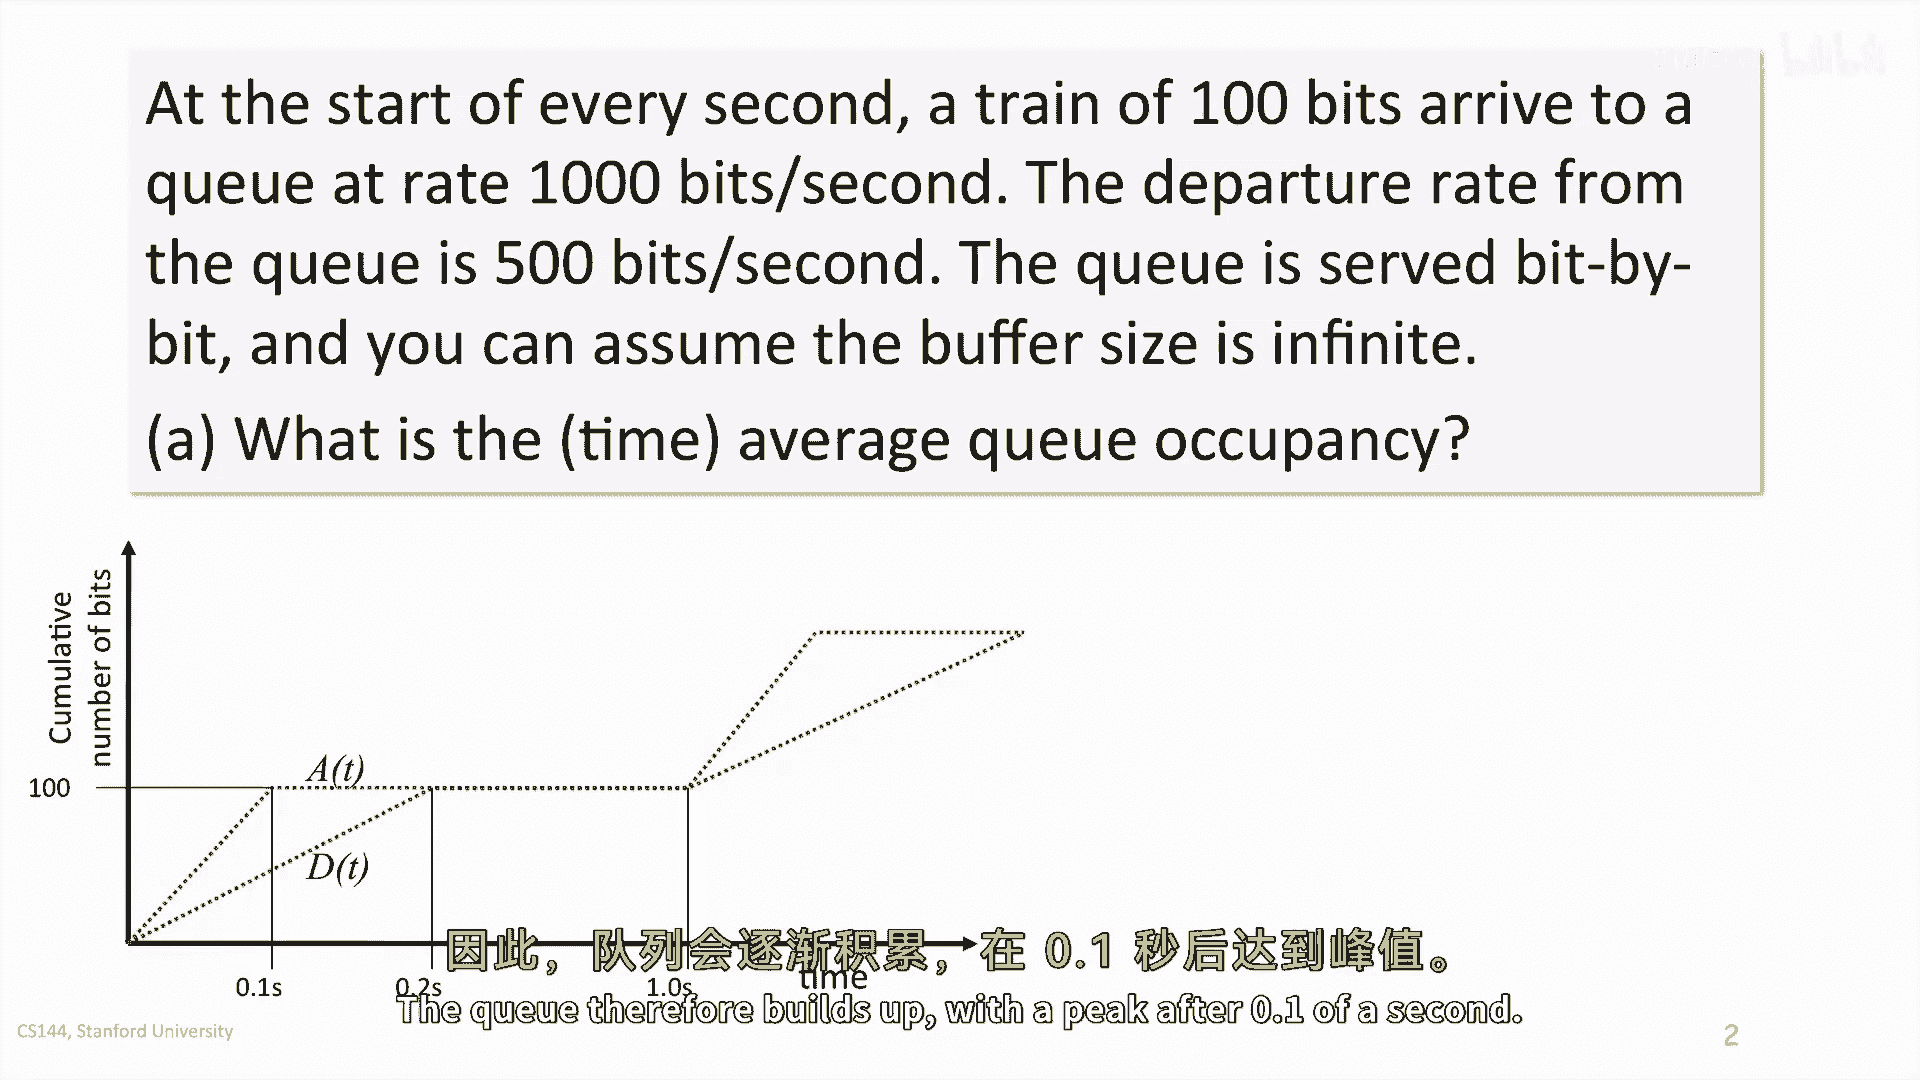 At the start of every second, a train of 100 bits arrive to a
queue at rate 1000 bits/second. The departure rate from
the queue is 500 bits/second. The queue is served bit-by-
bit, and you can assume the buffer size is infinite.
(a) What is the (time) average queue occupancy?
Cumulative
number of bits
100
A(t)
D(t)
0.1s
0.2s
1.0s
time
因此，队列会逐渐积累，在 0.1 秒后达到峰值。
The queue therefore builds up, with a peak after 0.1 of a second.
CS144, Stanford University
2